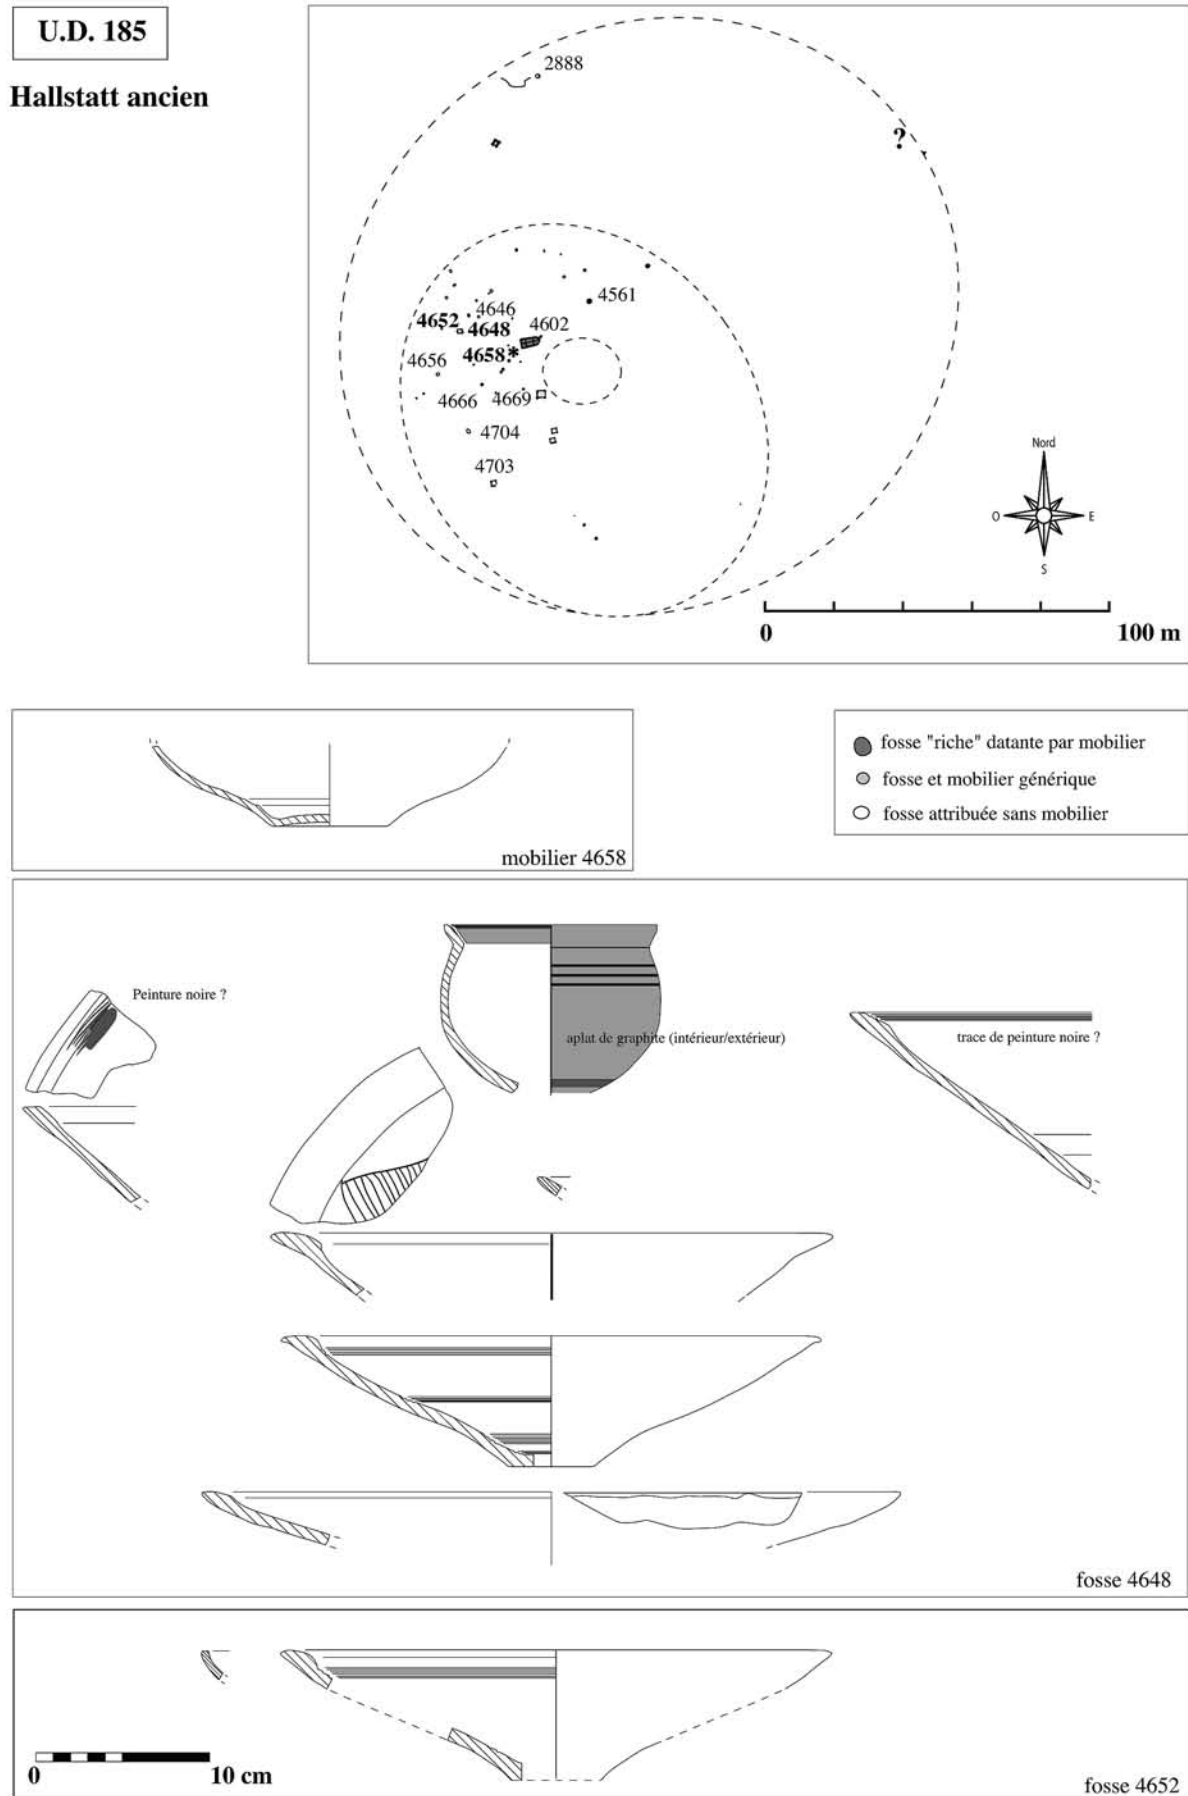 U.D. 185
Hallstatt ancien
2888
?
4561
4646
4652 4648 4602
4658 *
4656
4666 4669
4704
4703
Nord
O E
S
0 100 m
fosse "riche" datante par mobilier
fosse et mobilier générique
fosse attribuée sans mobilier
mobilier 4658
Peinture noire ?
aplat de graphite (intérieur/extérieur)
trace de peinture noire ?
fosse 4648
0 10 cm
fosse 4652